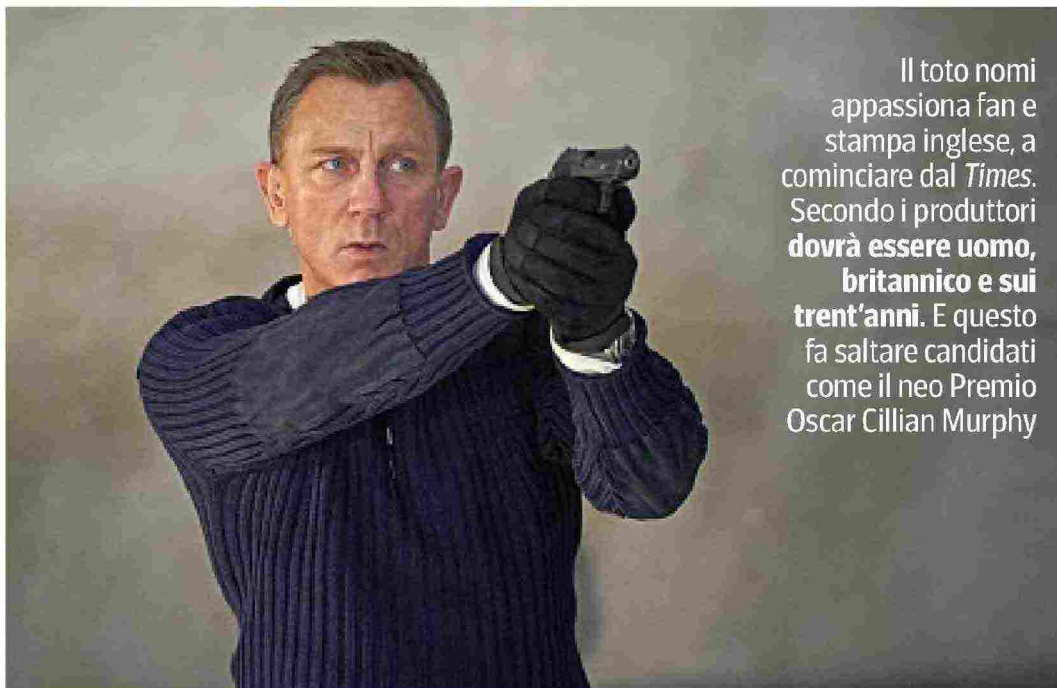 Il toto nomi
appassiona fan e
stampa inglese, a
cominciare dal Times.
Secondo i produttori
dovrà essere uomo,
britannico e sui
trent'anni. E questo
fa saltare candidati
come il neo Premio
Oscar Cillian Murphy